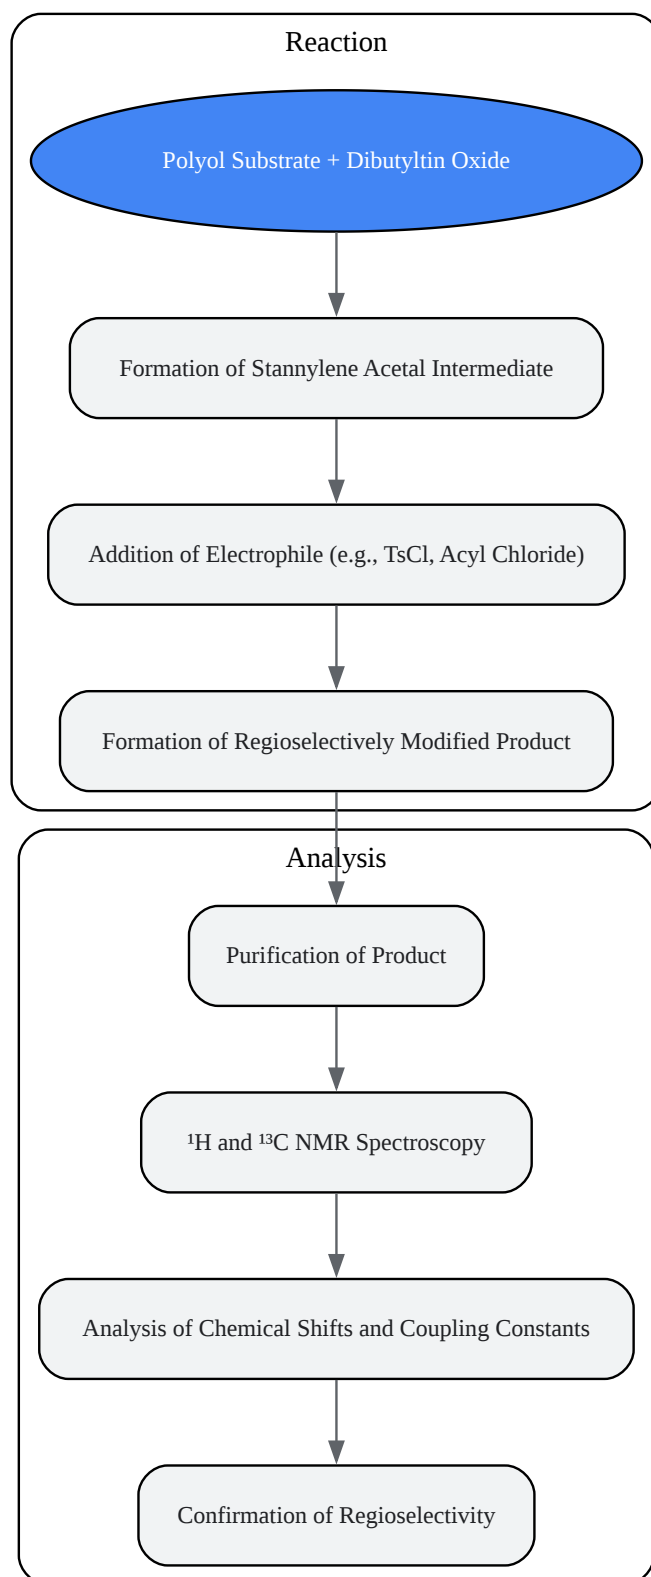 Reaction
Polyol Substrate + Dibutyltin Oxide
Formation of Stannylene Acetal Intermediate
Addition of Electrophile (e.g., TsCl, Acyl Chloride)
Formation of Regioselectively Modified Product
Analysis
Purification of Product
¹H and ¹³C NMR Spectroscopy
Analysis of Chemical Shifts and Coupling Constants
Confirmation of Regioselectivity